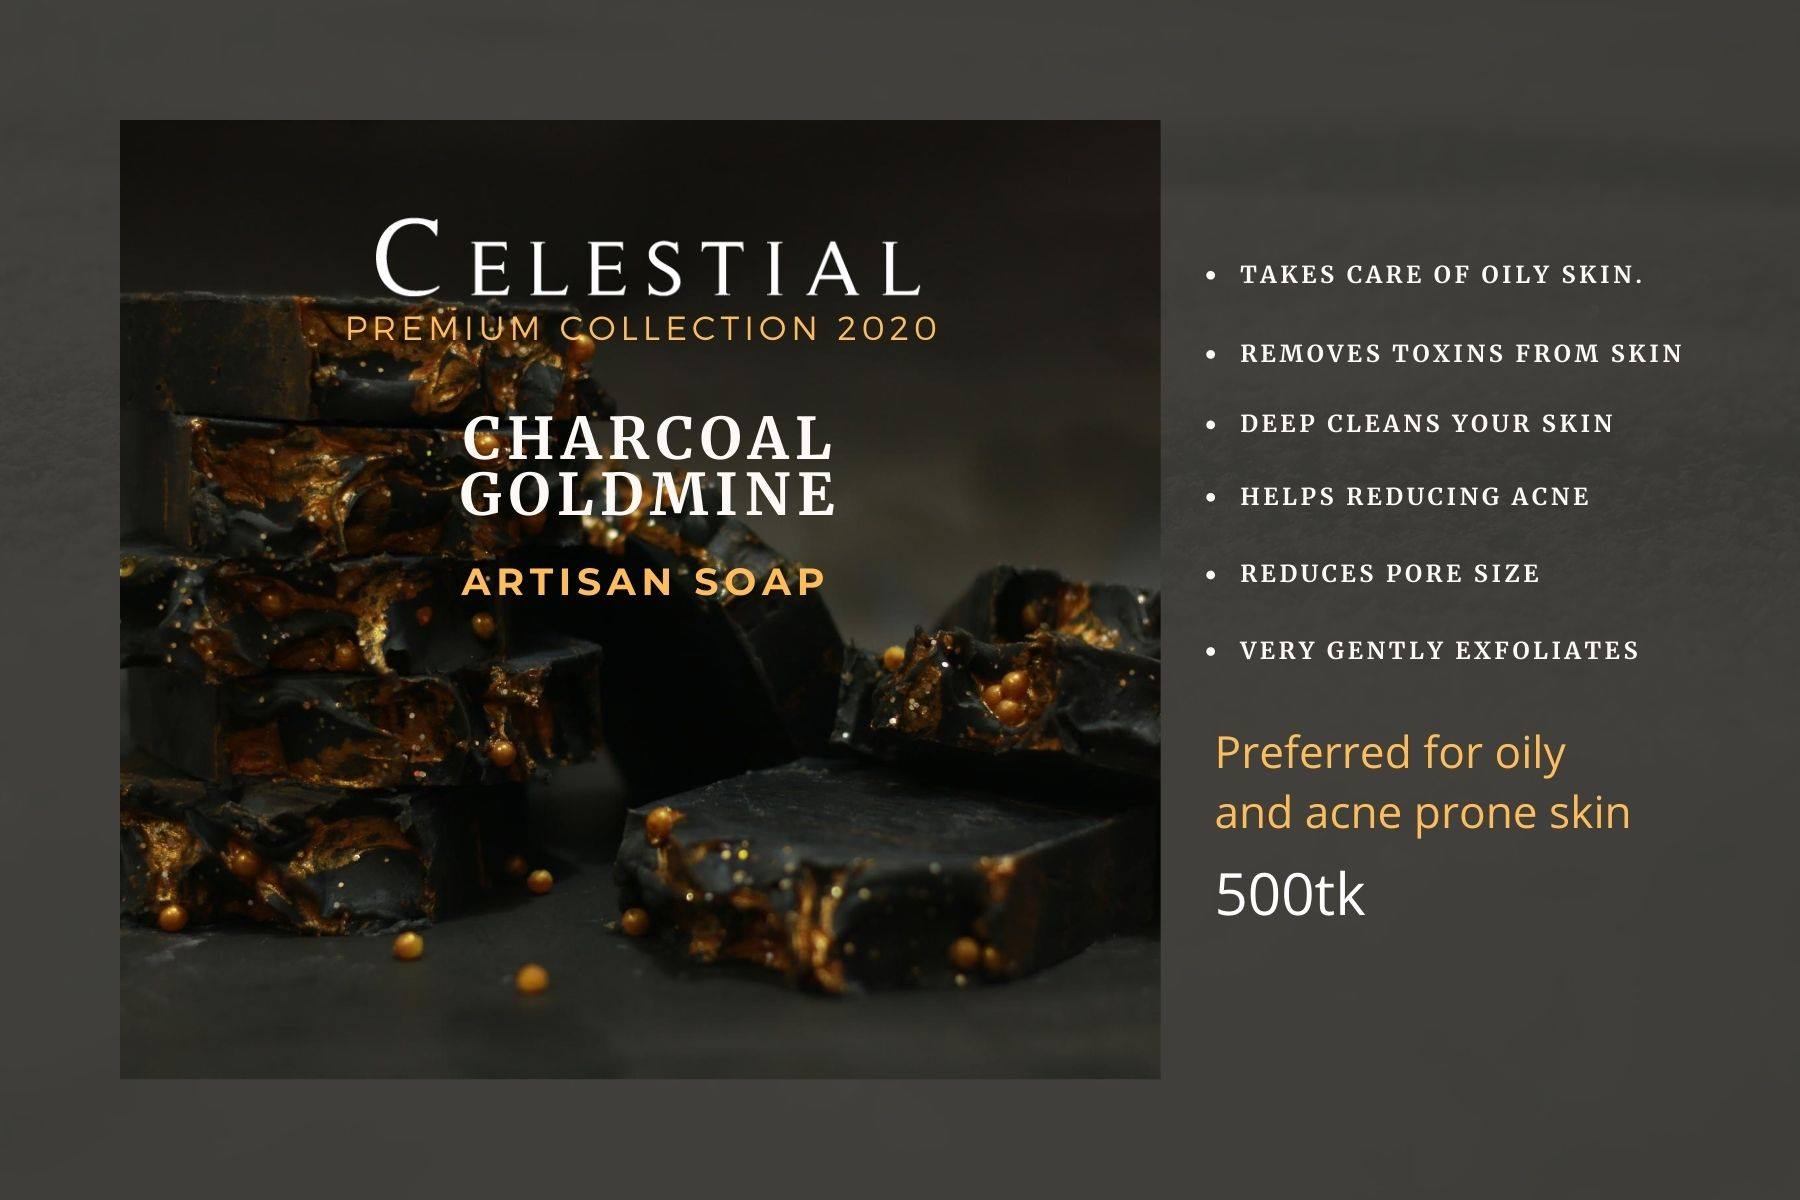 CELESTIAL
PREMIUM COLLECTION 2020
CHARCOAL
GOLDMINE
ARTISAN SOAP
• TAKES CARE OF OILY SKIN.
• REMOVES TOXINS FROM SKIN
• DEEP CLEANS YOUR SKIN
• HELPS REDUCING ACNE
• REDUCES PORE SIZE
• VERY GENTLY EXFOLIATES
Preferred for oily
and acne prone skin
500tk